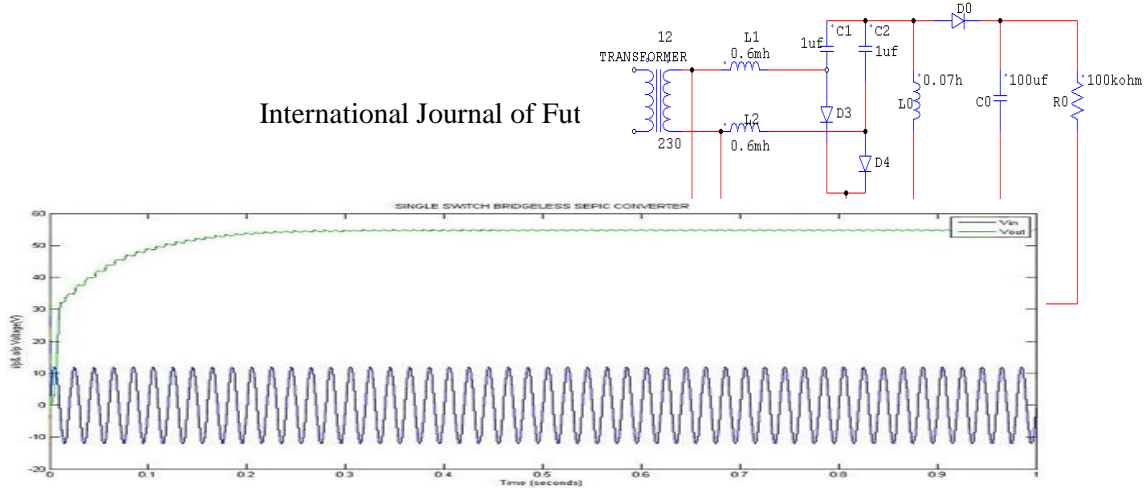 12
TRANSFORMER
L1
0.6mh
1uf
C1
C2
1uf
D0
0.07h
L0
100uf
C0
100kohm
R0
D3
L2
0.6mh
D4
230
International Journal of Fut
SINGLE SWITCH BRIDGELESS SEPIC CONVERTER
Vin
Vout
60
50
40
30
20
10
0
-10
-20
0
0.1
0.2
0.3
0.4
0.5
0.6
0.7
0.8
0.9
1
Time (seconds)